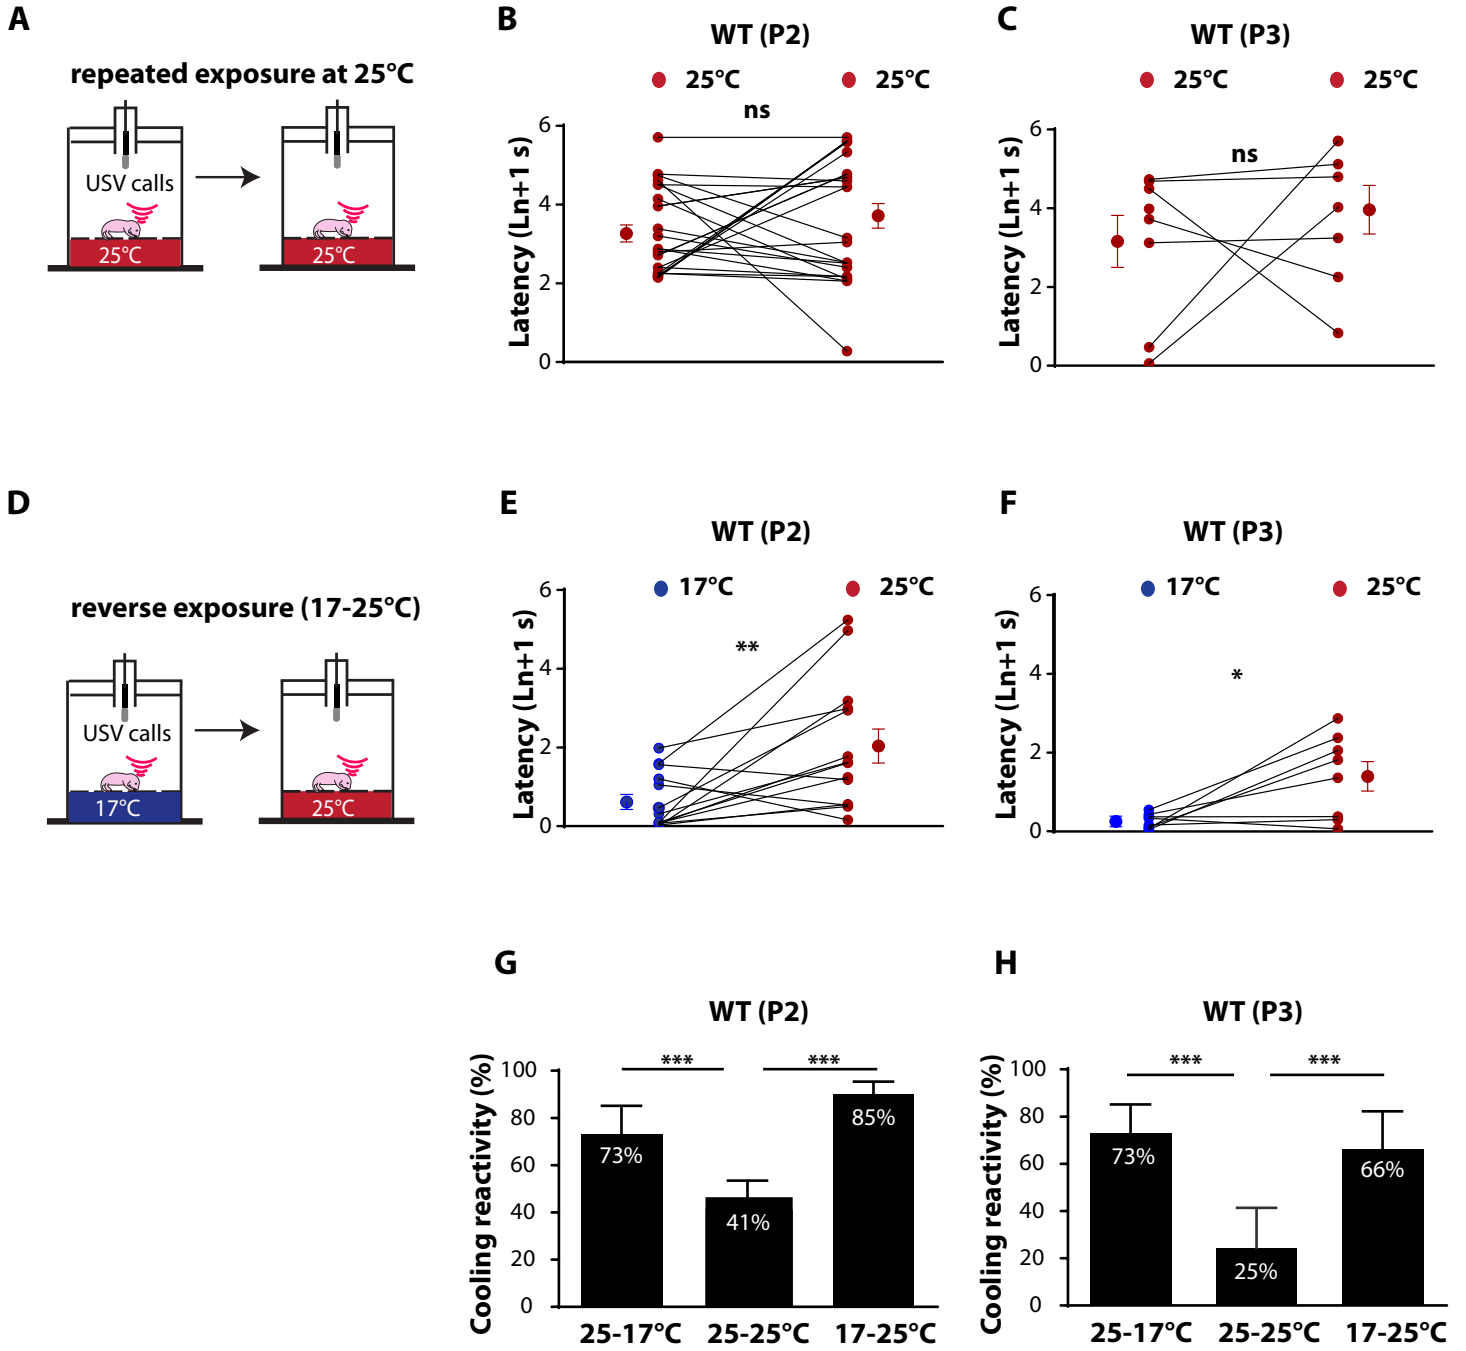 A
repeated exposure at 25°C
USV calls
25°C
25°C
B
WT (P2)
25°C
25°C
ns
Latency (Ln+1 s)
6
4
2
0
C
WT (P3)
25°C
25°C
ns
Latency (Ln+1 s)
6
4
2
0
D
reverse exposure (17-25°C)
USV calls
17°C
25°C
E
WT (P2)
17°C
25°C
**
Latency (Ln+1 s)
6
4
2
0
F
WT (P3)
17°C
25°C
*
Latency (Ln+1 s)
6
4
2
0
G
WT (P2)
*** ***
Cooling reactivity (%)
100
80
60
40
20
0
73%
41%
85%
25-17°C 25-25°C 17-25°C
H
WT (P3)
*** ***
Cooling reactivity (%)
100
80
60
40
20
0
73%
25%
66%
25-17°C 25-25°C 17-25°C